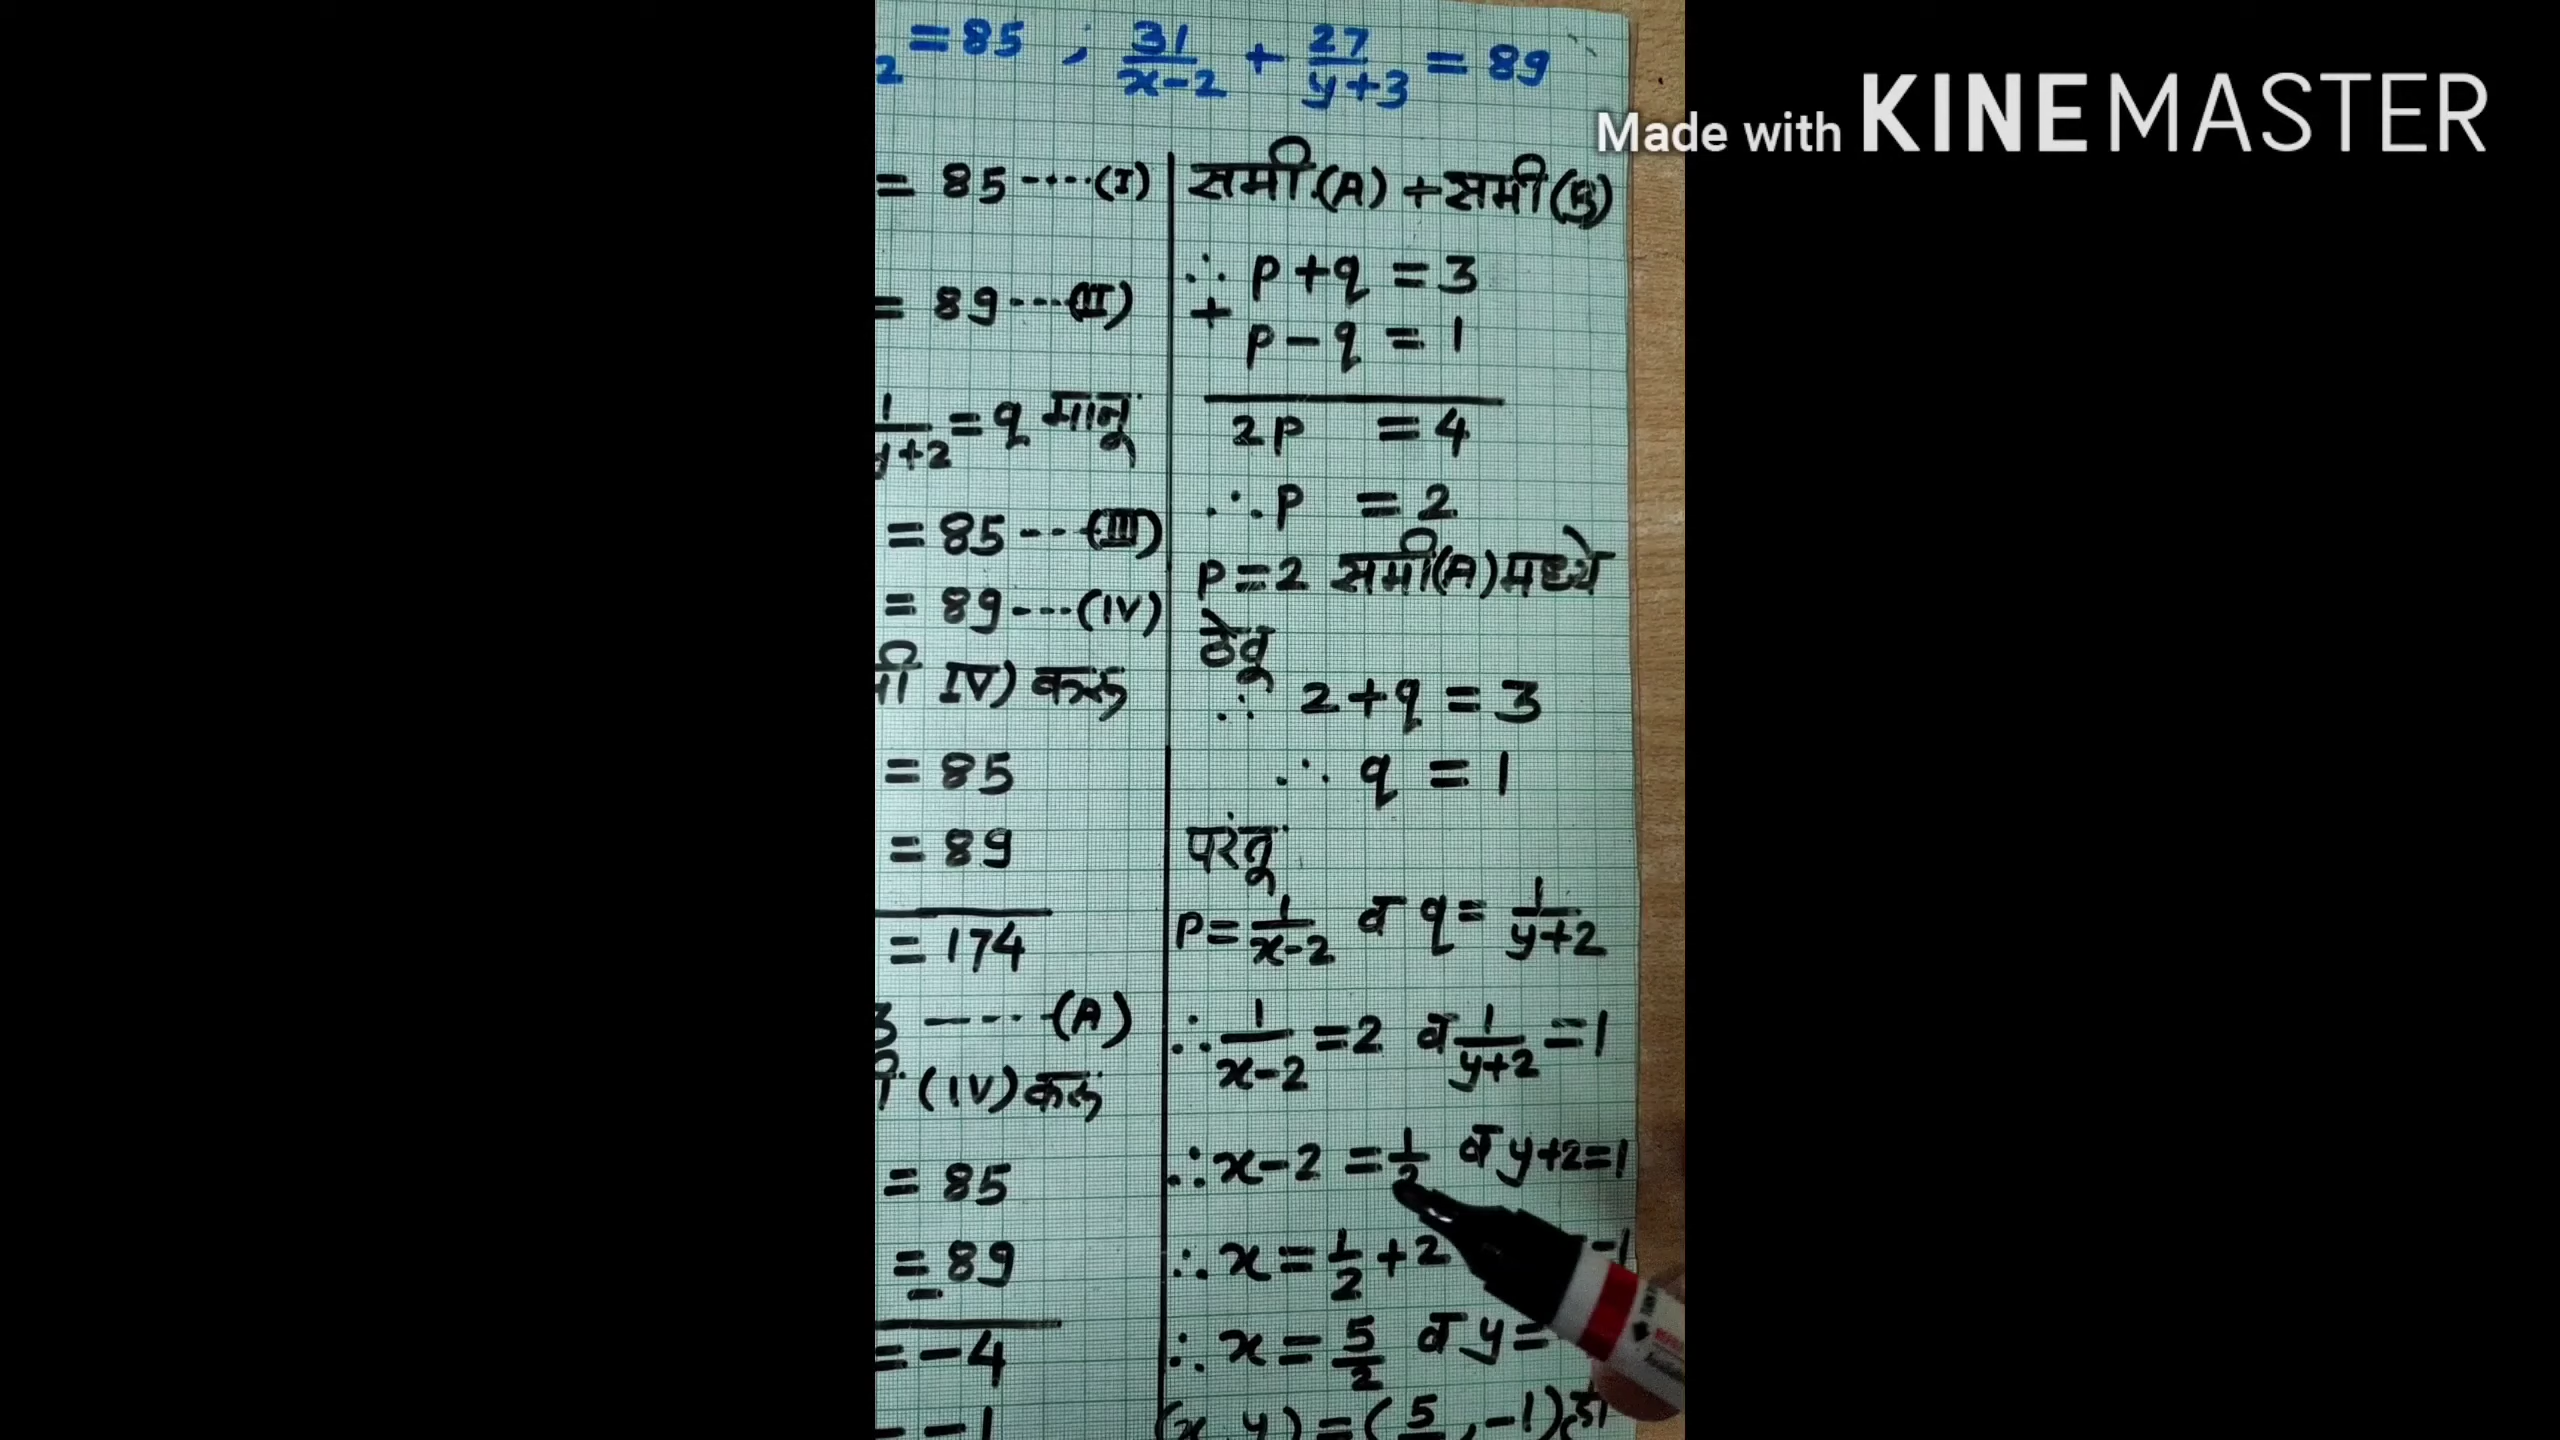 2 = 85 ; 31/x-2 + 27/y+3 = 89
Made with KINEMASTER
= 85 ....(I)
= 89 ---(II)
1/y+2 = q मानू
= 85 --- (III)
= 89 --- (IV)
मी IV) करू
= 85
= 89
= 174
3 ---- (A)
(IV) करू
= 85
= 89
= -4
= -1
समी.(A) + समी(B)
∴ p + q = 3
+ p - q = 1
2p = 4
∴ p = 2
p = 2 समी(A) मध्ये
ठेवू
∴ 2 + q = 3
∴ q = 1
परंतू
p = 1/x-2 व q = 1/y+2
∴ 1/x-2 = 2 व 1/y+2 = 1
∴ x-2 = 1/2 व y+2 = 1
∴ x = 1/2 + 2 -1
∴ x = 5/2 व y =
(x y) = (5 , -1)